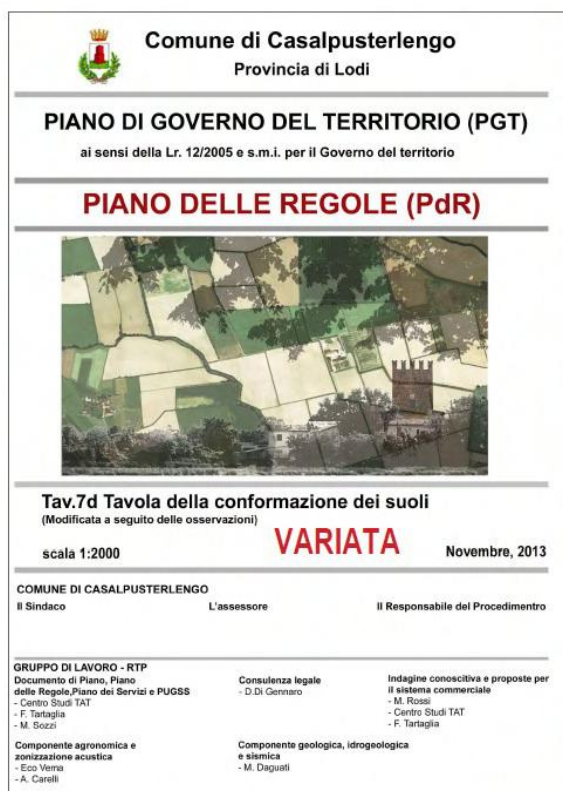 Comune di Casalpusterlengo
Provincia di Lodi
PIANO DI GOVERNO DEL TERRITORIO (PGT)
ai sensi della Lr. 12/2005 e s.m.i. per il Governo del territorio
PIANO DELLE REGOLE (PdR)
Tav.7d Tavola della conformazione dei suoli
(Modificata a seguito delle osservazioni)
VARIATA
scala 1:2000
Novembre, 2013
COMUNE DI CASALPUSTERLENGO
Il Sindaco
L'assessore
Il Responsabile del Procedimentro
GRUPPO DI LAVORO - RTP
Documento di Piano, Piano
delle Regole,Piano dei Servizi e PUGSS
- Centro Studi TAT
- F. Tartaglia
- M. Sozzi
Consulenza legale
- D.Di Gennaro
Indagine conoscitiva e proposte per
il sistema commerciale
- M. Rossi
- Centro Studi TAT
- F. Tartaglia
Componente agronomica e
zonizzazione acustica
- Eco Verna
- A. Carelli
Componente geologica, idrogeologica
e sismica
- M. Daguati